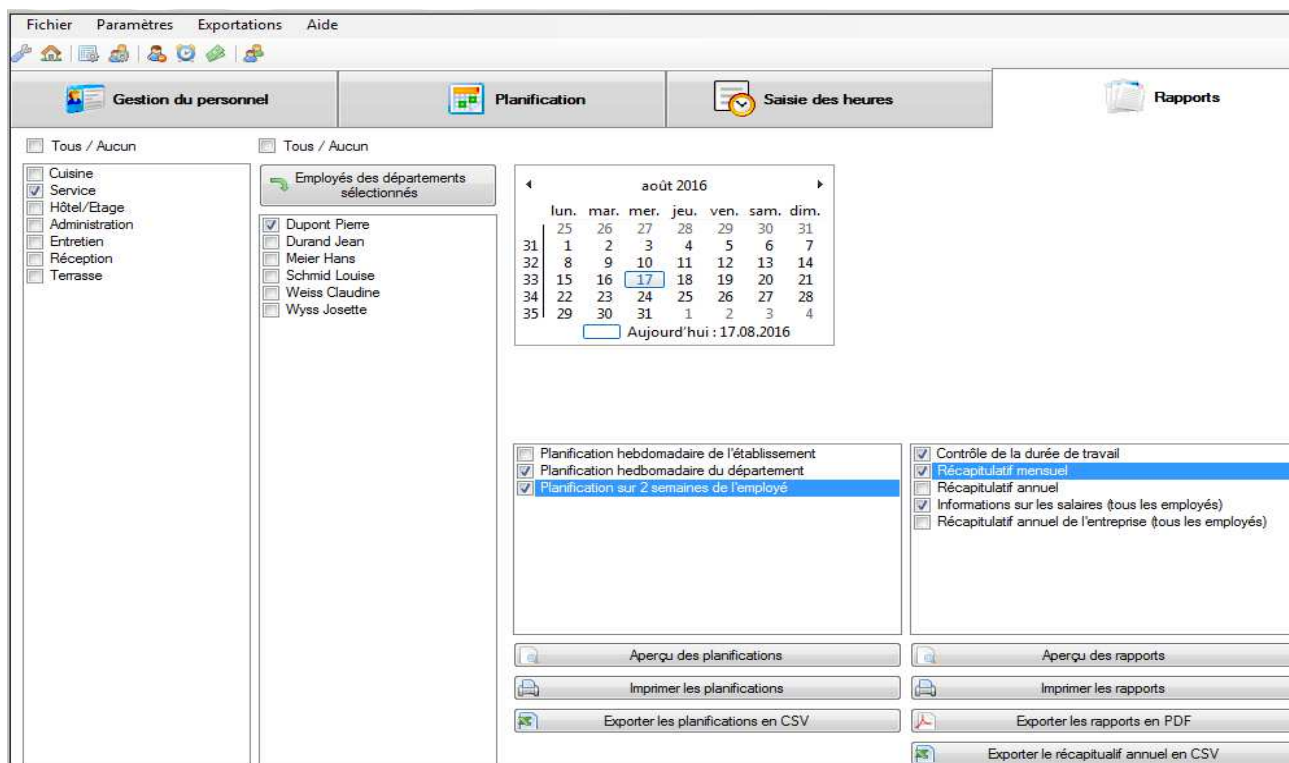 Fichier Paramètres Exportations Aide
Gestion du personnel
Planification
Saisie des heures
Rapports
Tous / Aucun
Cuisine
Service
Hôtel/Etage
Administration
Entretien
Réception
Terrasse
Tous / Aucun
Employés des départements
sélectionnés
Dupont Pierre
Durand Jean
Meier Hans
Schmid Louise
Weiss Claudine
Wyss Josette
août 2016
lun. mar. mer. jeu. ven. sam. dim.
25 26 27 28 29 30 31
31 1 2 3 4 5 6 7
32 8 9 10 11 12 13 14
33 15 16 17 18 19 20 21
34 22 23 24 25 26 27 28
35 29 30 31 1 2 3 4
Aujourd'hui : 17.08.2016
Planification hebdomadaire de l'établissement
Planification hedbomadaire du département
Planification sur 2 semaines de l'employé
Contrôle de la durée de travail
Récapitulatif mensuel
Récapitulatif annuel
Informations sur les salaires (tous les employés)
Récapitulatif annuel de l'entreprise (tous les employés)
Aperçu des planifications
Imprimer les planifications
Exporter les planifications en CSV
Aperçu des rapports
Imprimer les rapports
Exporter les rapports en PDF
Exporter le récapitualif annuel en CSV